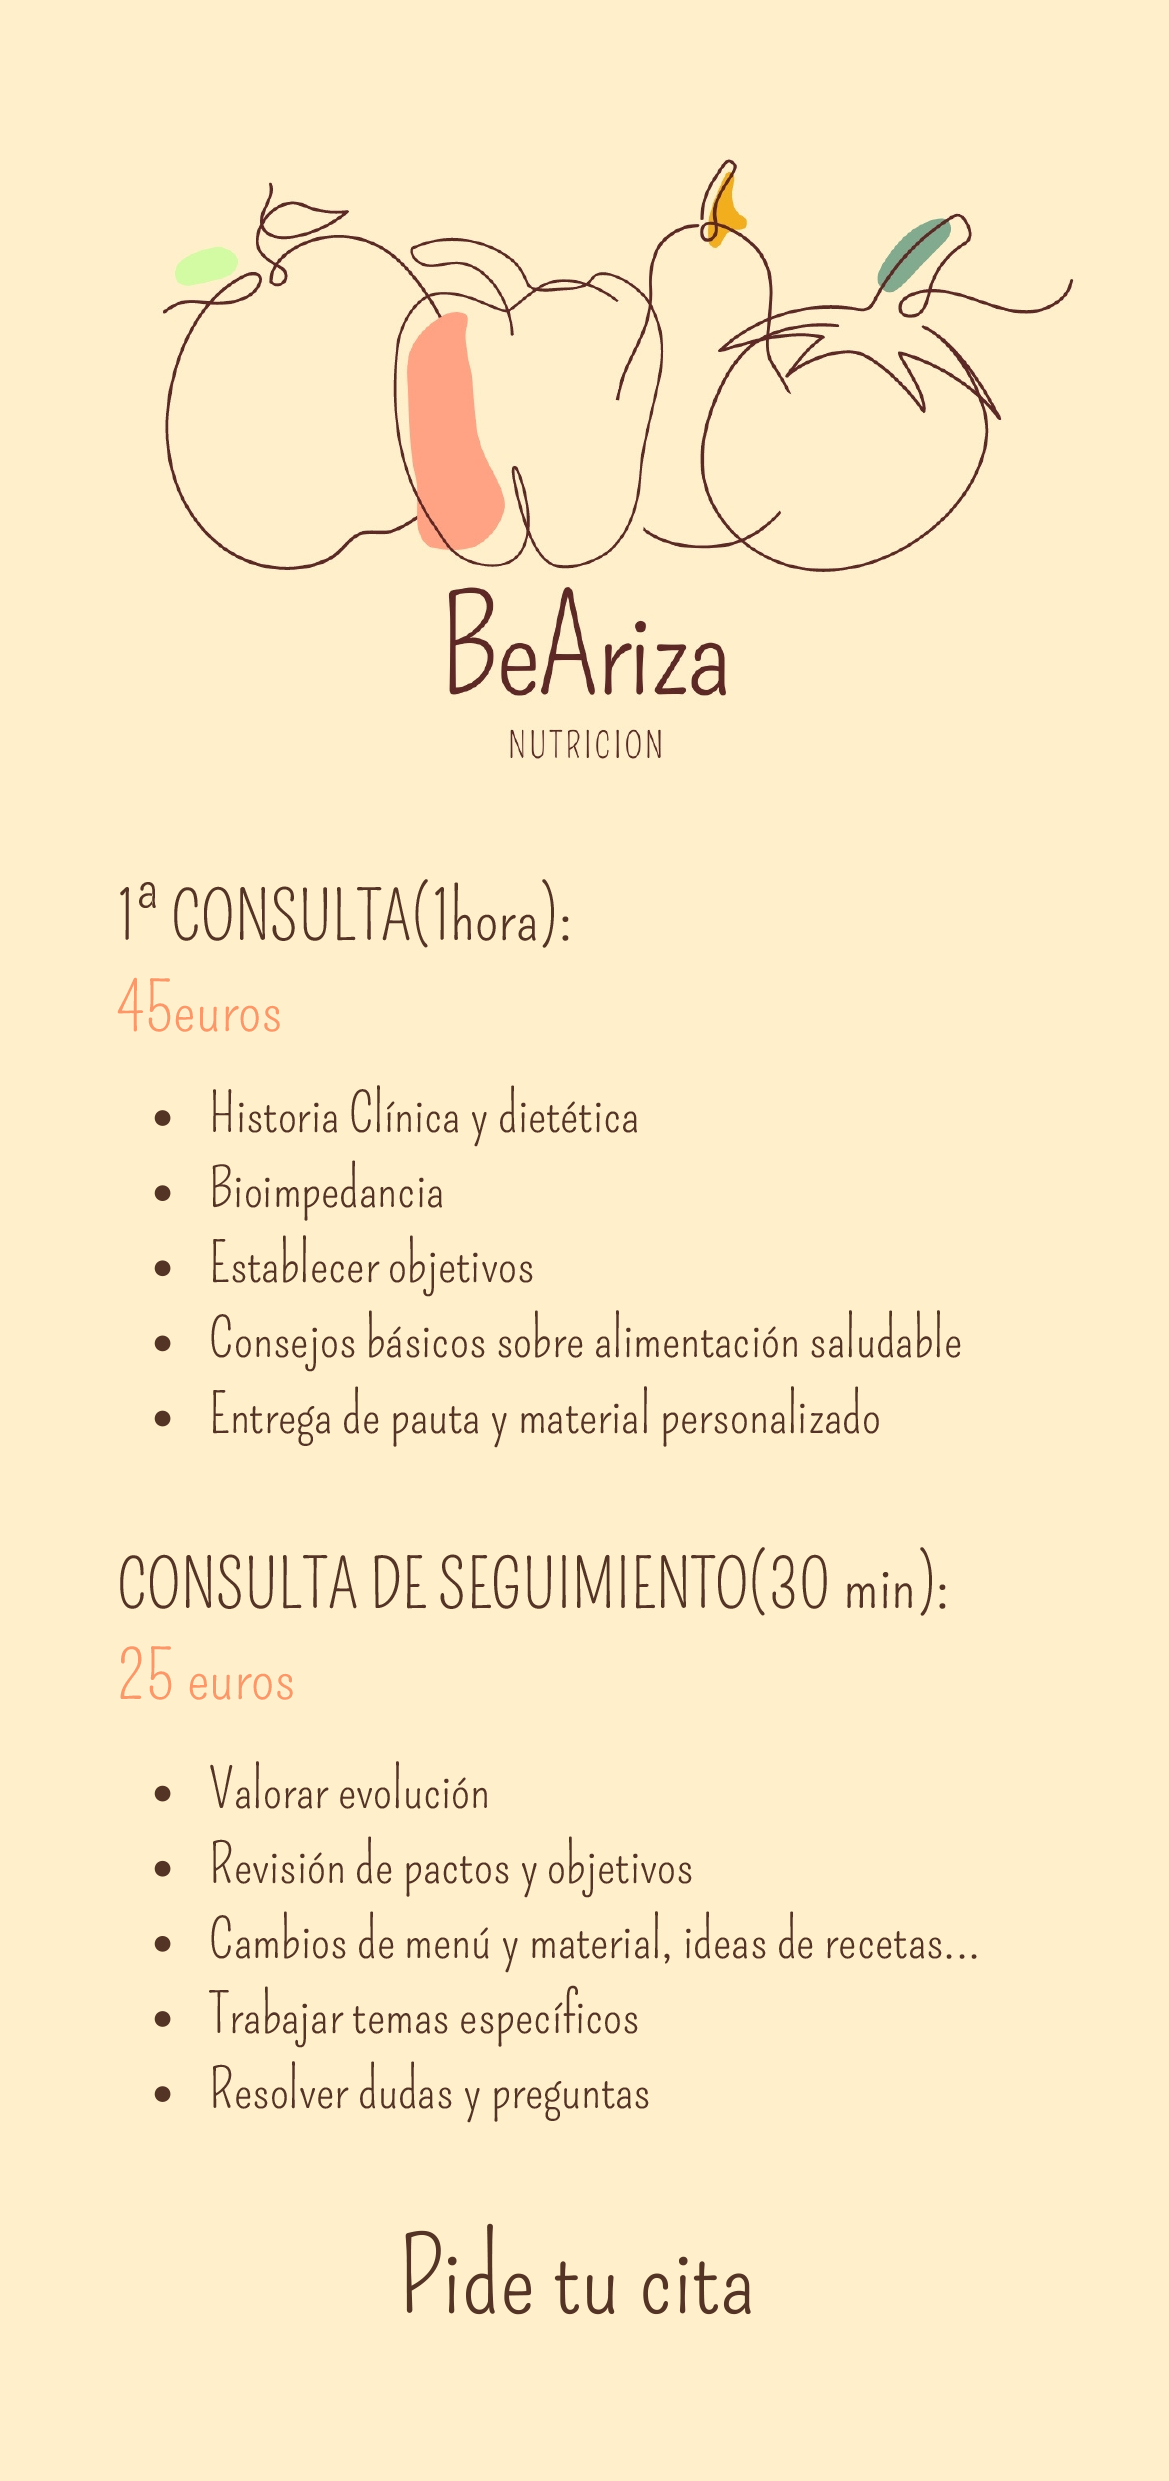 BeAriza
NUTRICION
1ª CONSULTA(1hora):
45euros
• Historia Clínica y dietética
• Bioimpedancia
• Establecer objetivos
• Consejos básicos sobre alimentación saludable
• Entrega de pauta y material personalizado
CONSULTA DE SEGUIMIENTO(30 min):
25 euros
• Valorar evolución
• Revisión de pactos y objetivos
• Cambios de menú y material, ideas de recetas...
• Trabajar temas específicos
• Resolver dudas y preguntas
Pide tu cita